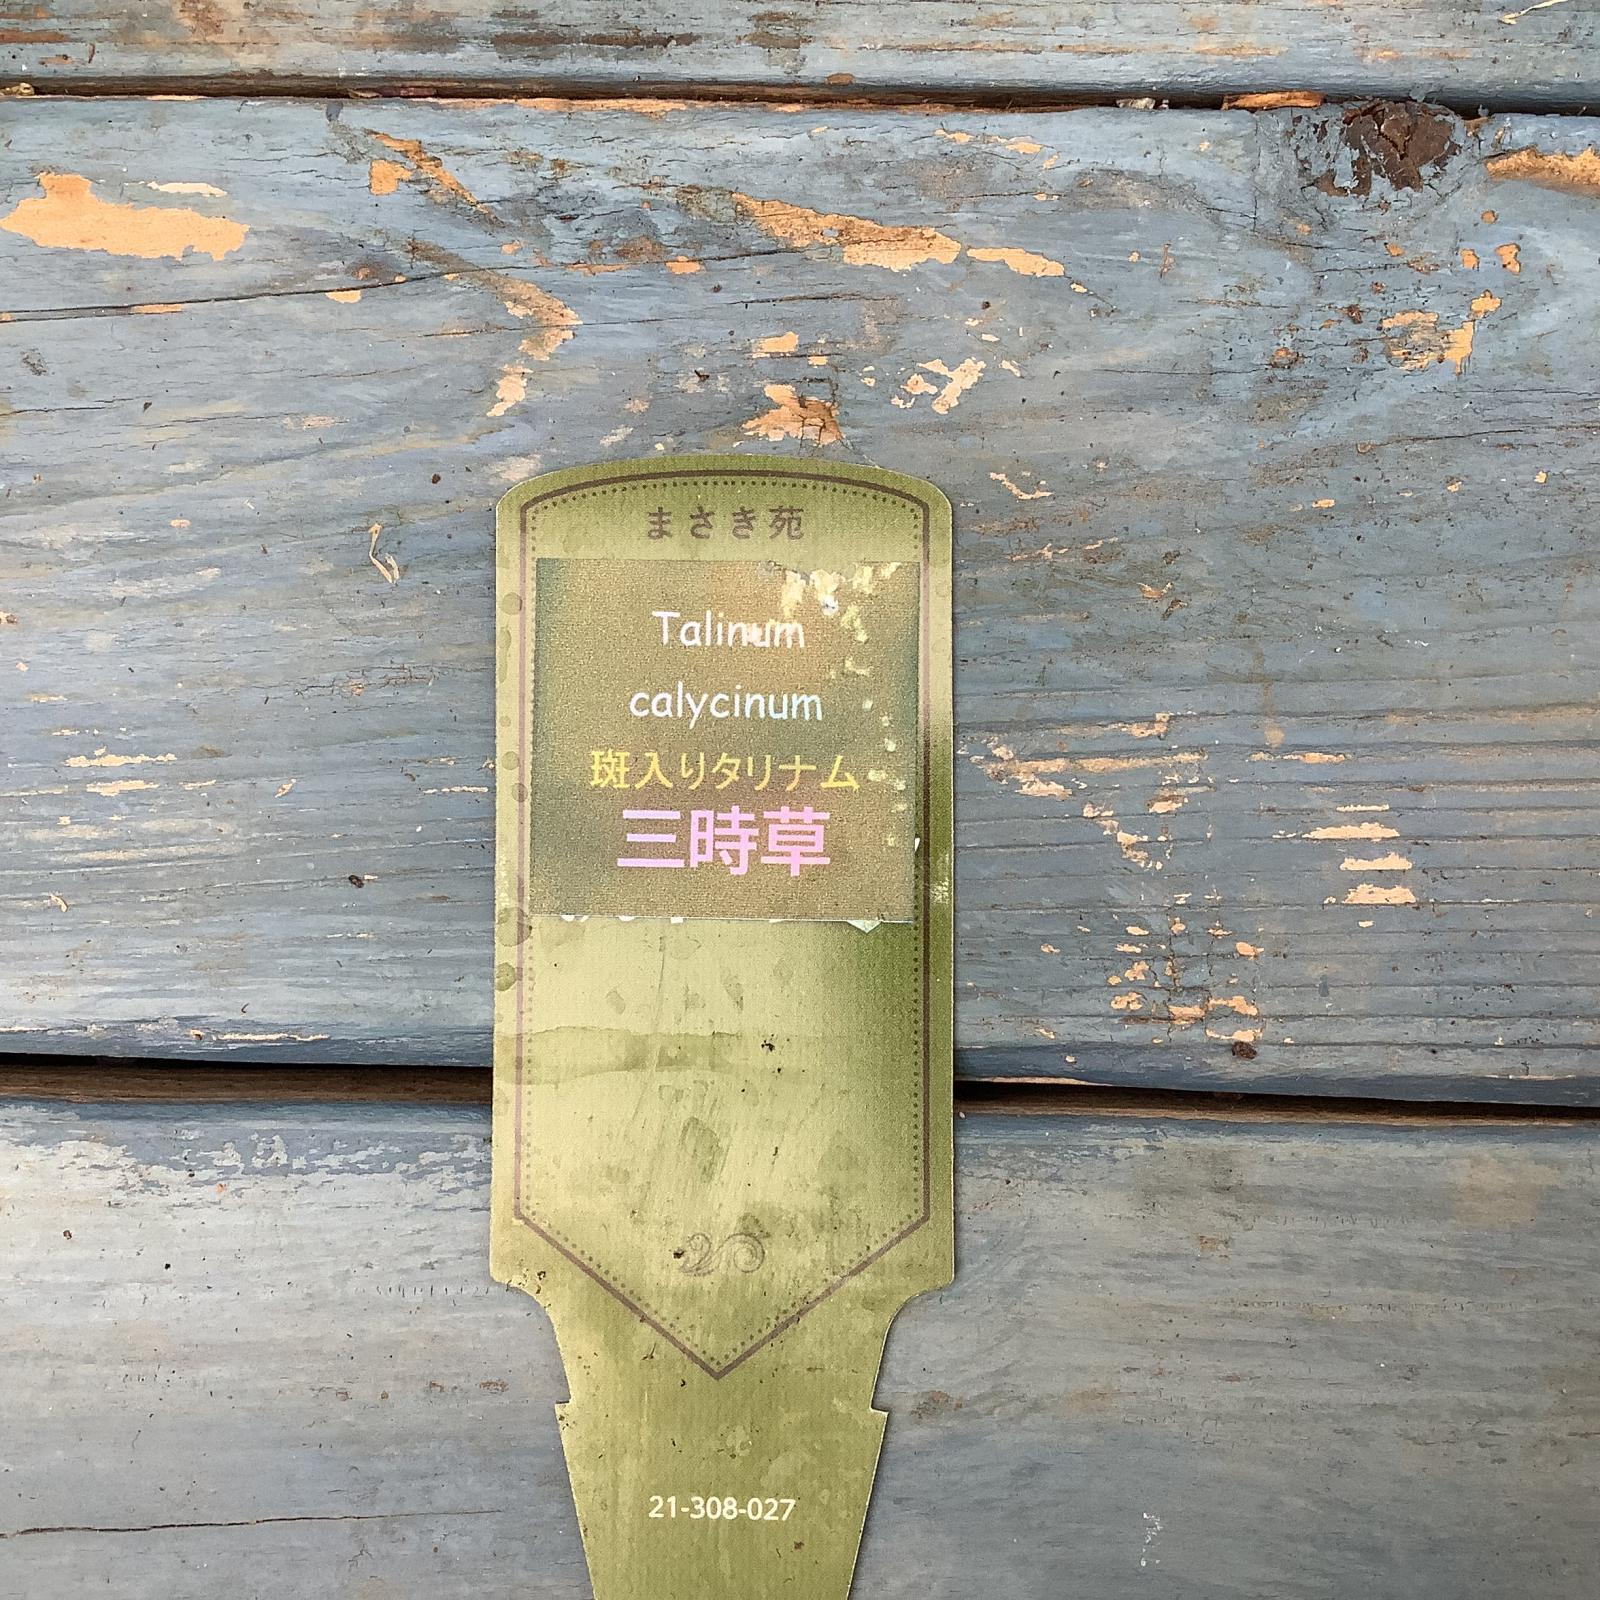 まさき苑
Talinum
calycinum
斑入りタリナム
三時草
21-308-027